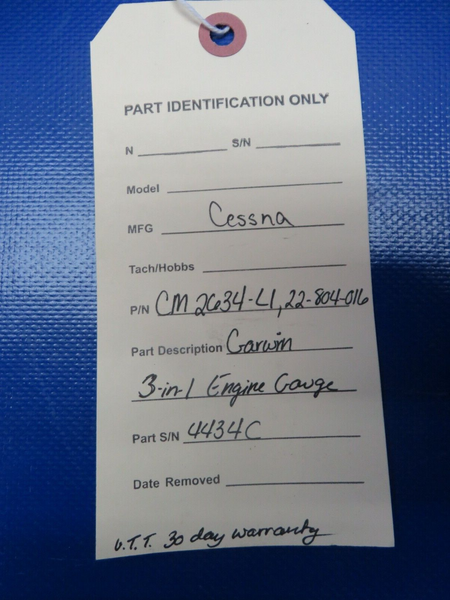 PART IDENTIFICATION ONLY
N S/N
Model
MFG Cessna
Tach/Hobbs
P/N CM 2634-L1, 22-804-016
Part Description Garwin
3-in-1 Engine Gauge
Part S/N 4434C
Date Removed
U.T.T. 30 day warranty